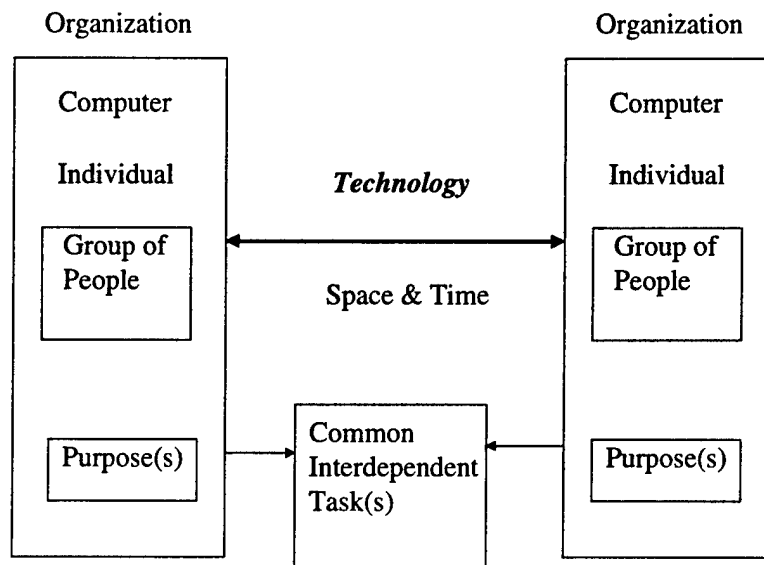 Organization
Computer
Individual
Group of
People
Purpose(s)
Technology
Space & Time
Common
Interdependent
Task(s)
Organization
Computer
Individual
Group of
People
Purpose(s)